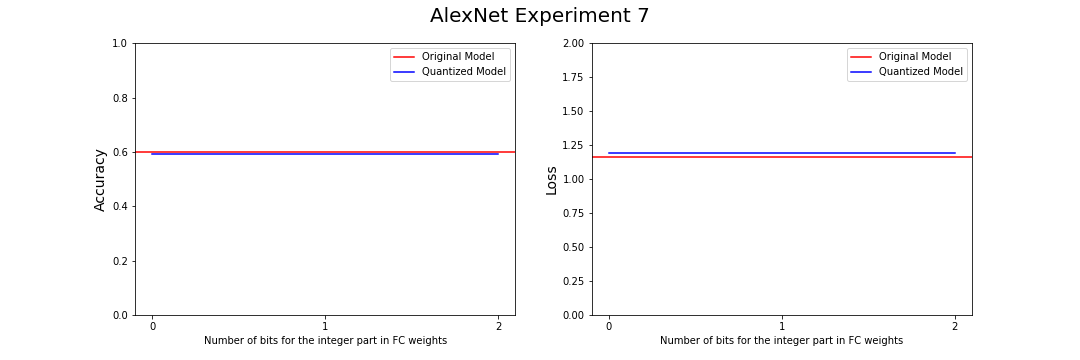 AlexNet Experiment 7
Accuracy
1.0
0.8
0.6
0.4
0.2
0.0
0
1
2
Number of bits for the integer part in FC weights
Original Model
Quantized Model
Loss
2.00
1.75
1.50
1.25
1.00
0.75
0.50
0.25
0.00
0
1
2
Number of bits for the integer part in FC weights
Original Model
Quantized Model